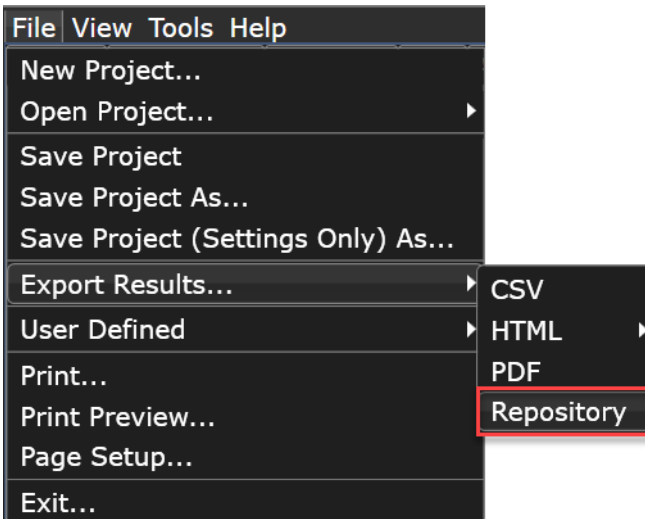 File View Tools Help
New Project...
Open Project...
Save Project
Save Project As...
Save Project (Settings Only) As...
Export Results...
User Defined
Print...
Print Preview...
Page Setup...
Exit...
CSV
HTML
PDF
Repository